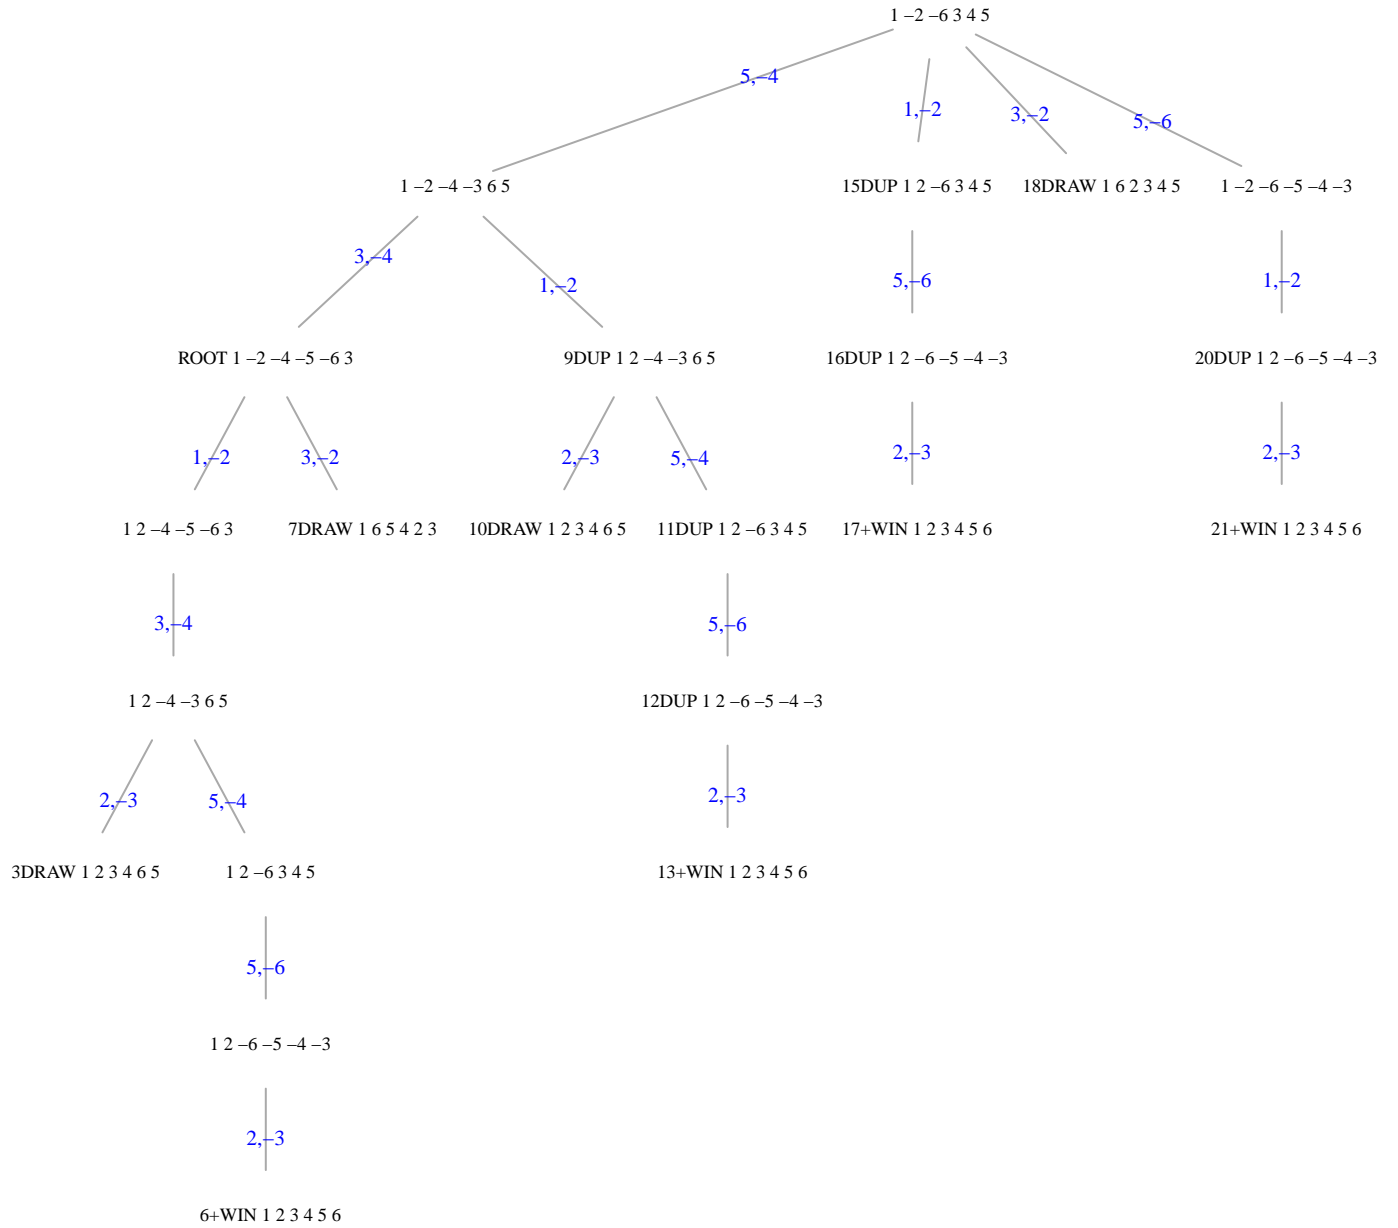 1 –2 –6 3 4 5
5,–4
1,–2
3,–2
5,–6
1 –2 –4 –3 6 5
15DUP 1 2 –6 3 4 5
18DRAW 1 6 2 3 4 5
1 –2 –6 –5 –4 –3
3,–4
1,–2
5,–6
1,–2
ROOT 1 –2 –4 –5 –6 3
9DUP 1 2 –4 –3 6 5
16DUP 1 2 –6 –5 –4 –3
20DUP 1 2 –6 –5 –4 –3
1,–2
3,–2
2,–3
5,–4
2,–3
2,–3
1 2 –4 –5 –6 3
7DRAW 1 6 5 4 2 3
10DRAW 1 2 3 4 6 5
11DUP 1 2 –6 3 4 5
17+WIN 1 2 3 4 5 6
21+WIN 1 2 3 4 5 6
3,–4
5,–6
1 2 –4 –3 6 5
12DUP 1 2 –6 –5 –4 –3
2,–3
5,–4
2,–3
3DRAW 1 2 3 4 6 5
1 2 –6 3 4 5
13+WIN 1 2 3 4 5 6
5,–6
1 2 –6 –5 –4 –3
2,–3
6+WIN 1 2 3 4 5 6